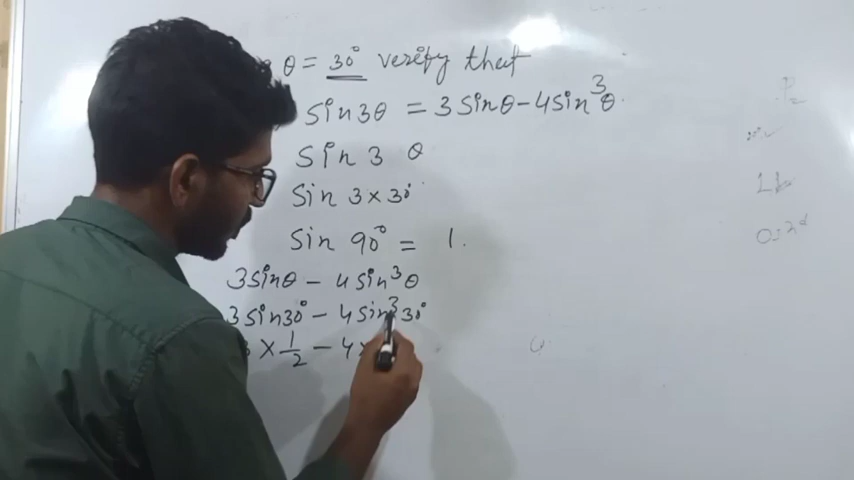 θ = 30° verify that
sin3θ = 3sinθ-4sin³θ.
sin 3 θ
sin 3×30°
sin 90° = 1.
3sinθ - 4sin³θ
3sin30° - 4sin³30°
3 × 1/2 - 4×